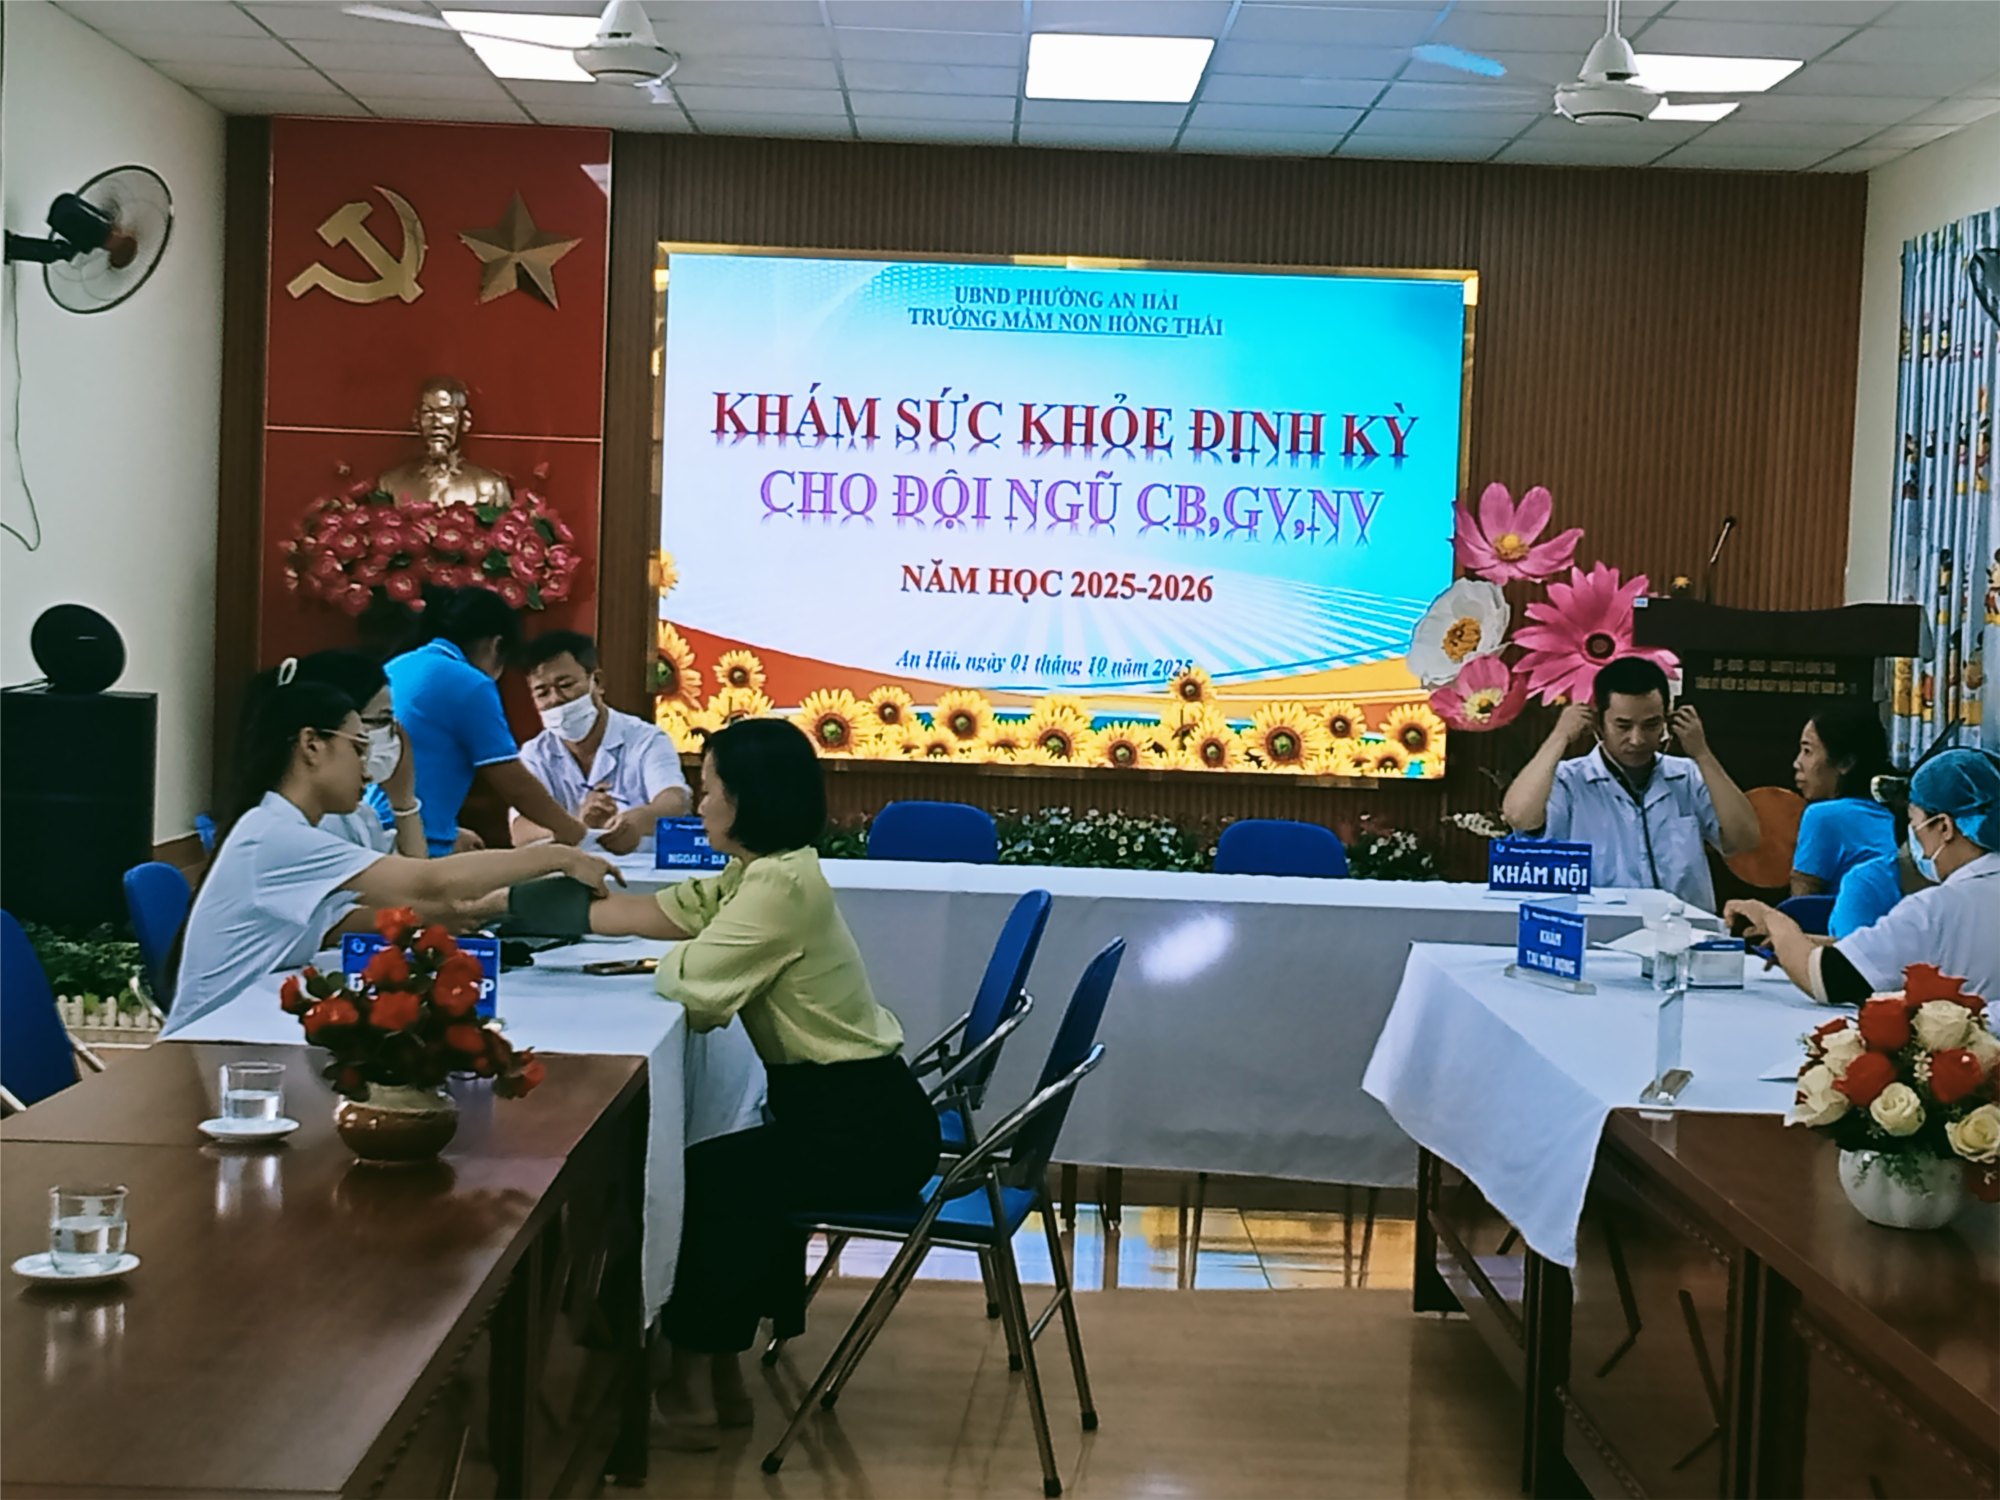 UBND PHƯỜNG AN HẢI
TRƯỜNG MẦM NON HỒNG THÁI
KHÁM SỨC KHỎE ĐỊNH KỲ
CHO ĐỘI NGŨ CB,GV,NV
NĂM HỌC 2025-2026
An Hải, ngày 01 tháng 10 năm 2025
NGOẠI - DA
KHÁM NỘI
KHÁM
TAI MŨI HỌNG